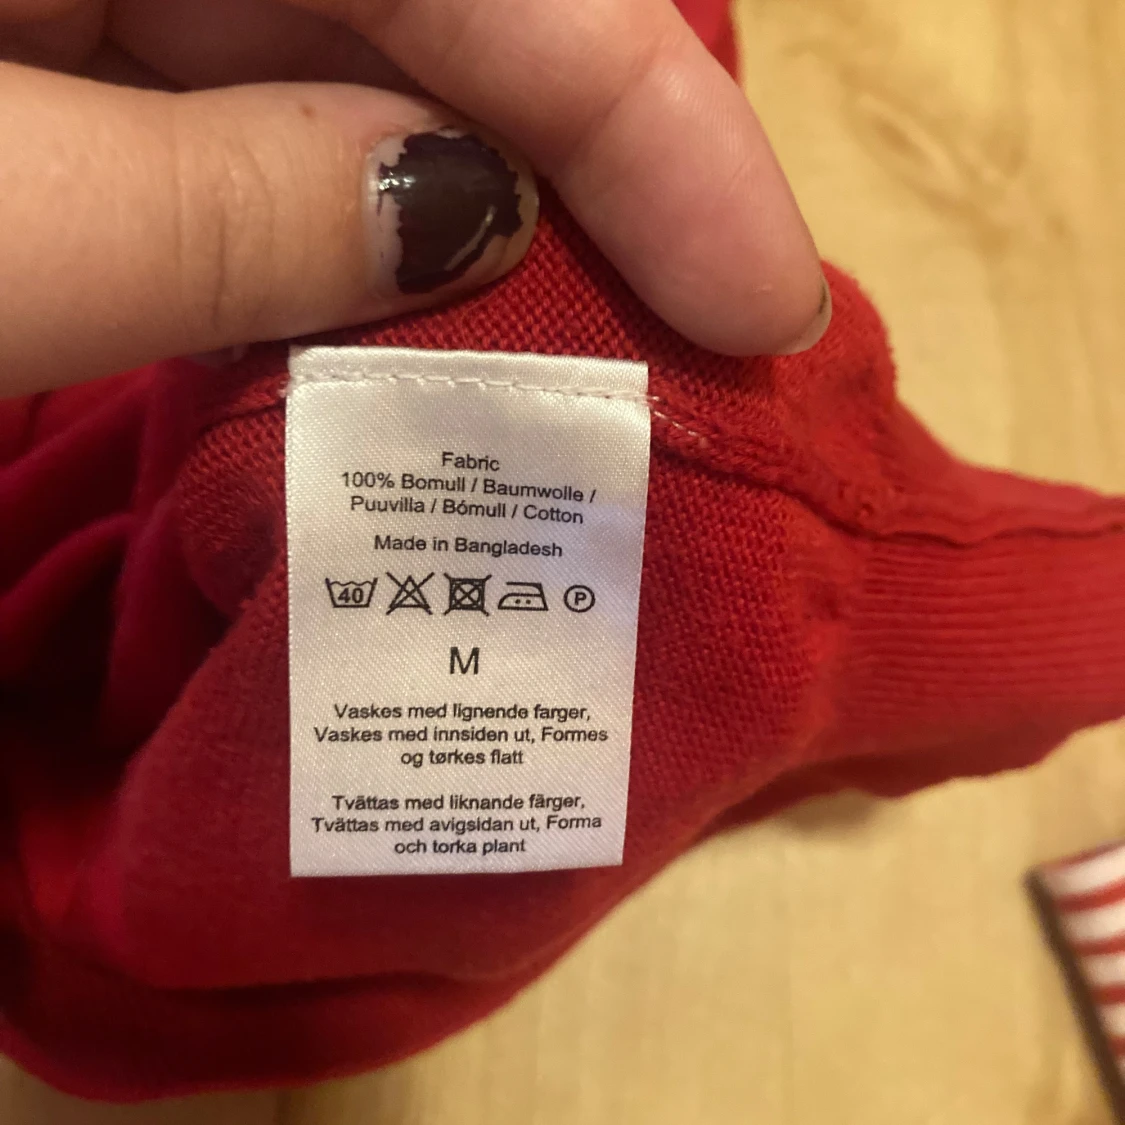 Fabric
100% Bomull / Baumwolle /
Puuvilla / Bómull / Cotton
Made in Bangladesh
40 P
M
Vaskes med lignende farger,
Vaskes med innsiden ut, Formes
og tørkes flatt
Tvättas med liknande färger,
Tvättas med avigsidan ut, Forma
och torka plant